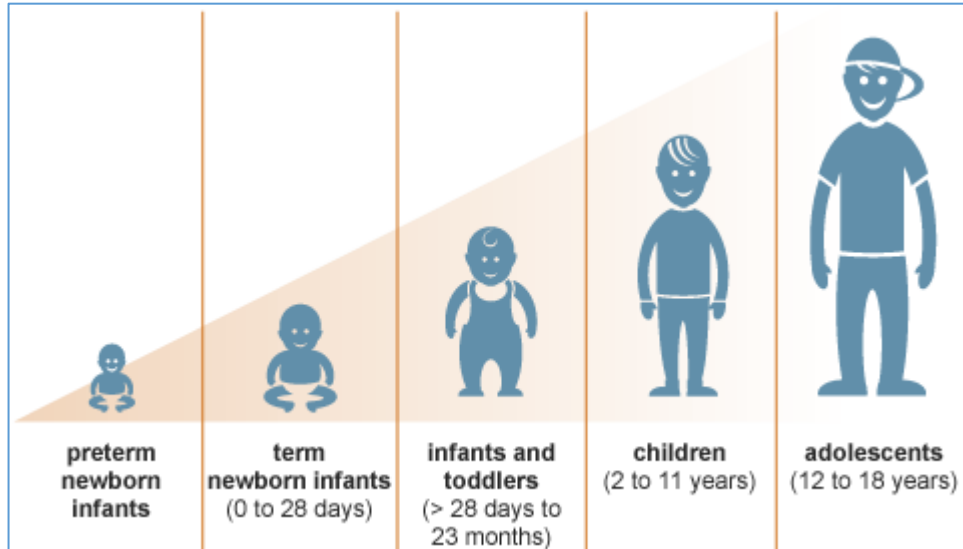 preterm
newborn
infants
term
newborn infants
(0 to 28 days)
infants and
toddlers
(> 28 days to
23 months)
children
(2 to 11 years)
adolescents
(12 to 18 years)